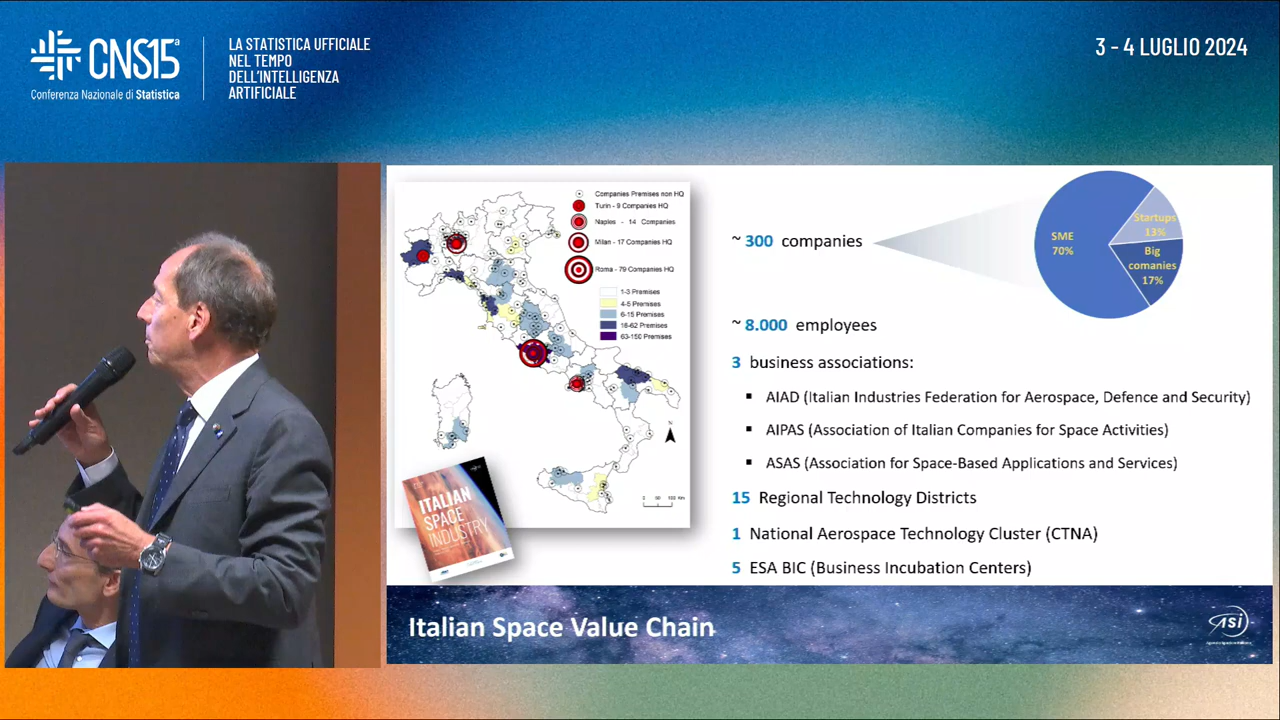 CNS15ª
Conferenza Nazionale di Statistica
LA STATISTICA UFFICIALE
NEL TEMPO
DELL'INTELLIGENZA
ARTIFICIALE
3 - 4 LUGLIO 2024
Companies Premises non HQ
Turin - 9 Companies HQ
Naples - 14 Companies
Milan - 17 Companies HQ
Roma - 79 Companies HQ
1-3 Premises
4-5 Premises
6-15 Premises
16-62 Premises
63-150 Premises
N
0 50 100 Km
ITALIAN
SPACE
INDUSTRY
~ 300 companies
SME
70%
Startups
13%
Big
comanies
17%
~ 8.000 employees
3 business associations:
▪ AIAD (Italian Industries Federation for Aerospace, Defence and Security)
▪ AIPAS (Association of Italian Companies for Space Activities)
▪ ASAS (Association for Space-Based Applications and Services)
15 Regional Technology Districts
1 National Aerospace Technology Cluster (CTNA)
5 ESA BIC (Business Incubation Centers)
Italian Space Value Chain
ASI